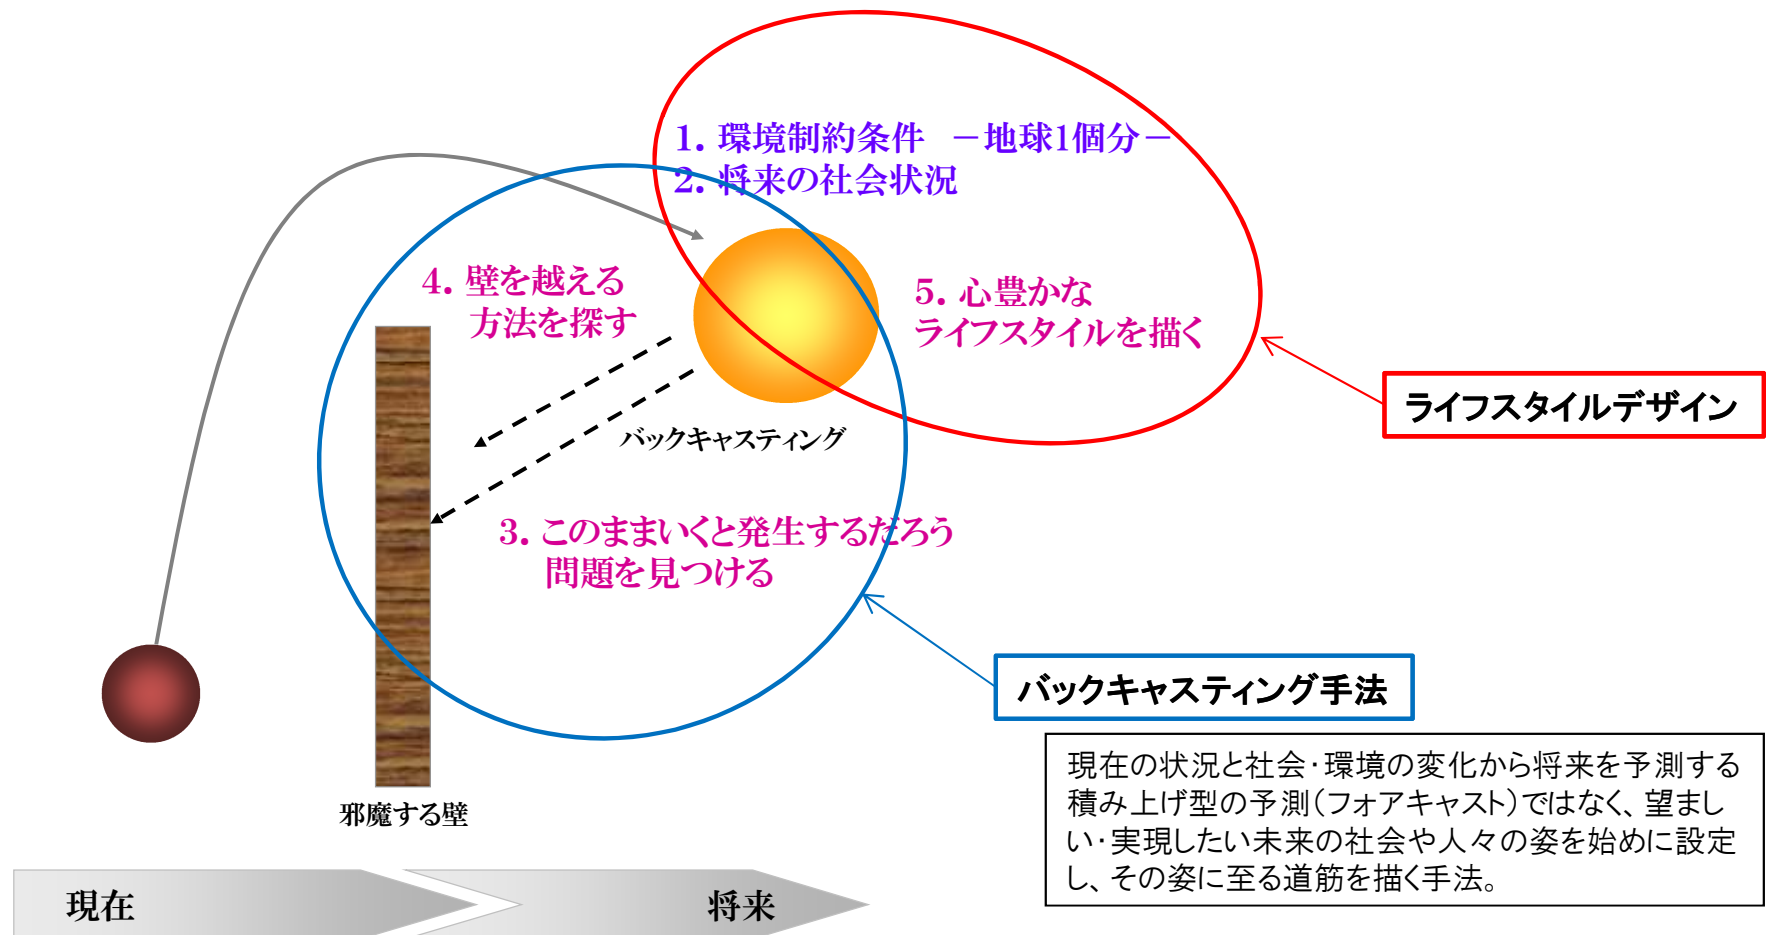 1. 環境制約条件 －地球1個分－
2. 将来の社会状況
4. 壁を越える
方法を探す
5. 心豊かな
ライフスタイルを描く
ライフスタイルデザイン
バックキャスティング
3. このままいくと発生するだろう
問題を見つける
バックキャスティング手法
現在の状況と社会・環境の変化から将来を予測する
積み上げ型の予測（フォアキャスト）ではなく、望まし
い・実現したい未来の社会や人々の姿を始めに設定
し、その姿に至る道筋を描く手法。
邪魔する壁
現在
将来